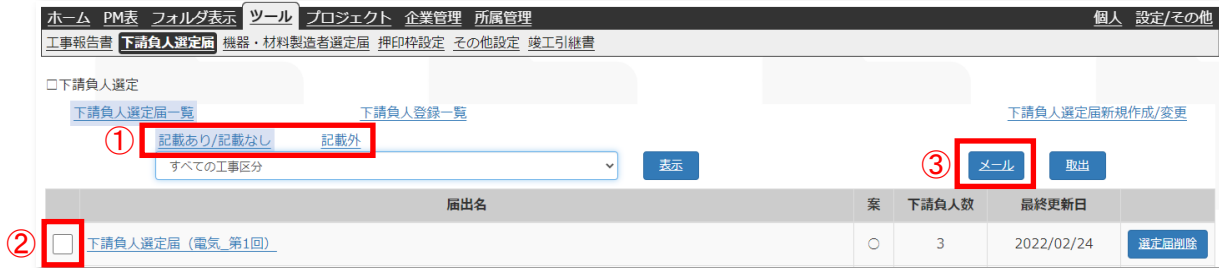 ホーム PM表 フォルダ表示 ツール プロジェクト 企業管理 所属管理 個人 設定/その他
工事報告書 下請負人選定届 機器・材料製造者選定届 押印枠設定 その他設定 竣工引継書
□下請負人選定
下請負人選定届一覧 下請負人登録一覧 下請負人選定届新規作成/変更
① 記載あり/記載なし 記載外
すべての工事区分 表示 ③ メール 取出
届出名 案 下請負人数 最終更新日
② 下請負人選定届（電気_第1回） ○ 3 2022/02/24 選定届削除